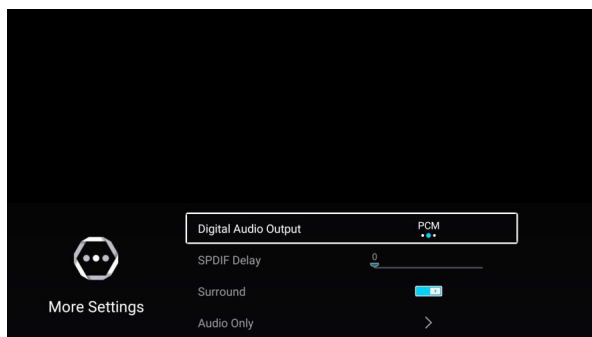 Digital Audio Output PCM
SPDIF Delay 0
Surround
More Settings
Audio Only